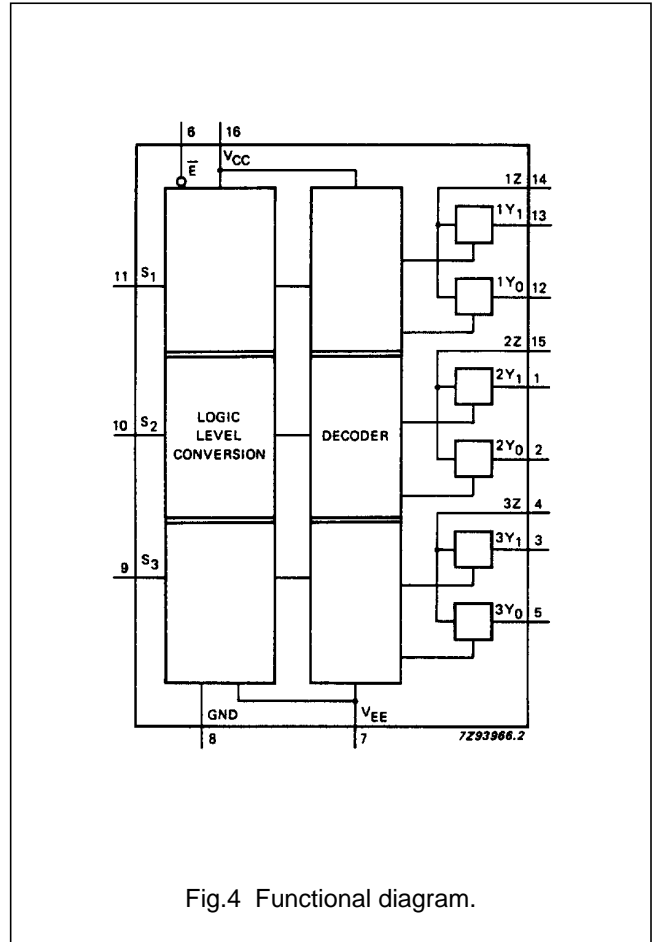 6 16
E̅ VCC
1Z 14
1Y1 13
11 S1
1Y0 12
2Z 15
2Y1 1
10 S2
LOGIC
LEVEL
CONVERSION
DECODER
2Y0 2
3Z 4
3Y1 3
9 S3
3Y0 5
GND VEE
8 7
7Z93966.2
Fig.4 Functional diagram.